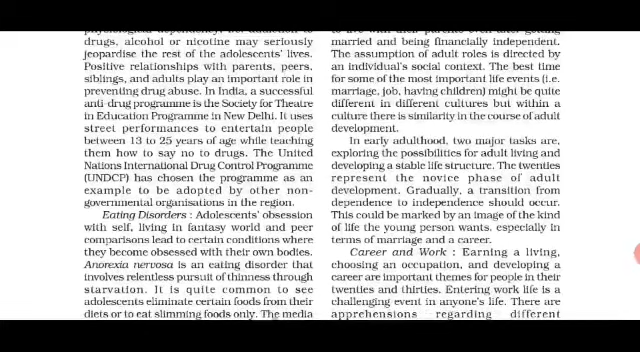 physiological dependency, i.e. addiction to
drugs, alcohol or nicotine may seriously
jeopardise the rest of the adolescents' lives.
Positive relationships with parents, peers,
siblings, and adults play an important role in
preventing drug abuse. In India, a successful
anti-drug programme is the Society for Theatre
in Education Programme in New Delhi. It uses
street performances to entertain people
between 13 to 25 years of age while teaching
them how to say no to drugs. The United
Nations International Drug Control Programme
(UNDCP) has chosen the programme as an
example to be adopted by other non-
governmental organisations in the region.
Eating Disorders : Adolescents' obsession
with self, living in fantasy world and peer
comparisons lead to certain conditions where
they become obsessed with their own bodies.
Anorexia nervosa is an eating disorder that
involves relentless pursuit of thinness through
starvation. It is quite common to see
adolescents eliminate certain foods from their
diets or to eat slimming foods only. The media
to live with their parents even after getting
married and being financially independent.
The assumption of adult roles is directed by
an individual's social context. The best time
for some of the most important life events (i.e.
marriage, job, having children) might be quite
different in different cultures but within a
culture there is similarity in the course of adult
development.
In early adulthood, two major tasks are,
exploring the possibilities for adult living and
developing a stable life structure. The twenties
represent the novice phase of adult
development. Gradually, a transition from
dependence to independence should occur.
This could be marked by an image of the kind
of life the young person wants, especially in
terms of marriage and a career.
Career and Work : Earning a living,
choosing an occupation, and developing a
career are important themes for people in their
twenties and thirties. Entering work life is a
challenging event in anyone's life. There are
apprehensions regarding different